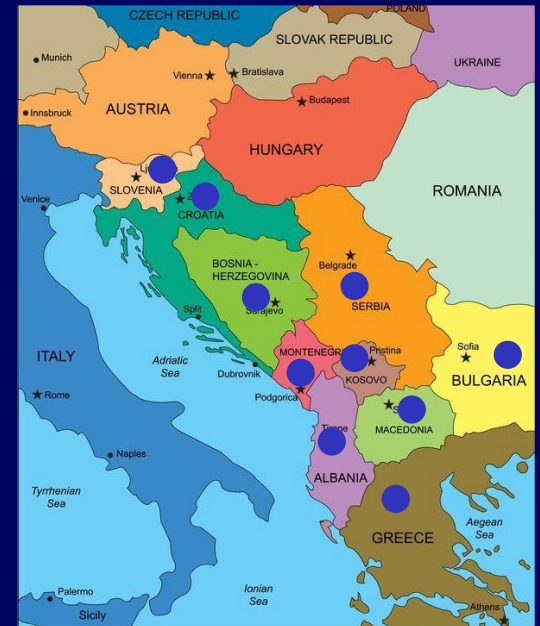 CZECH REPUBLIC
POLAND
SLOVAK REPUBLIC
Munich
UKRAINE
Vienna
Bratislava
Budapest
AUSTRIA
Innsbruck
HUNGARY
SLOVENIA
ROMANIA
Venice
CROATIA
BOSNIA -
HERZEGOVINA
Belgrade
SERBIA
Sarajevo
Split
Sofia
MONTENEGR
Pristina
ITALY
Adriatic
Sea
KOSOVO
BULGARIA
Dubrovnik
Rome
Podgorica
MACEDONIA
Naples
ALBANIA
Tyrrhenian
Sea
GREECE
Aegean
Sea
Ionian
Sea
Palermo
Athens
Sicily